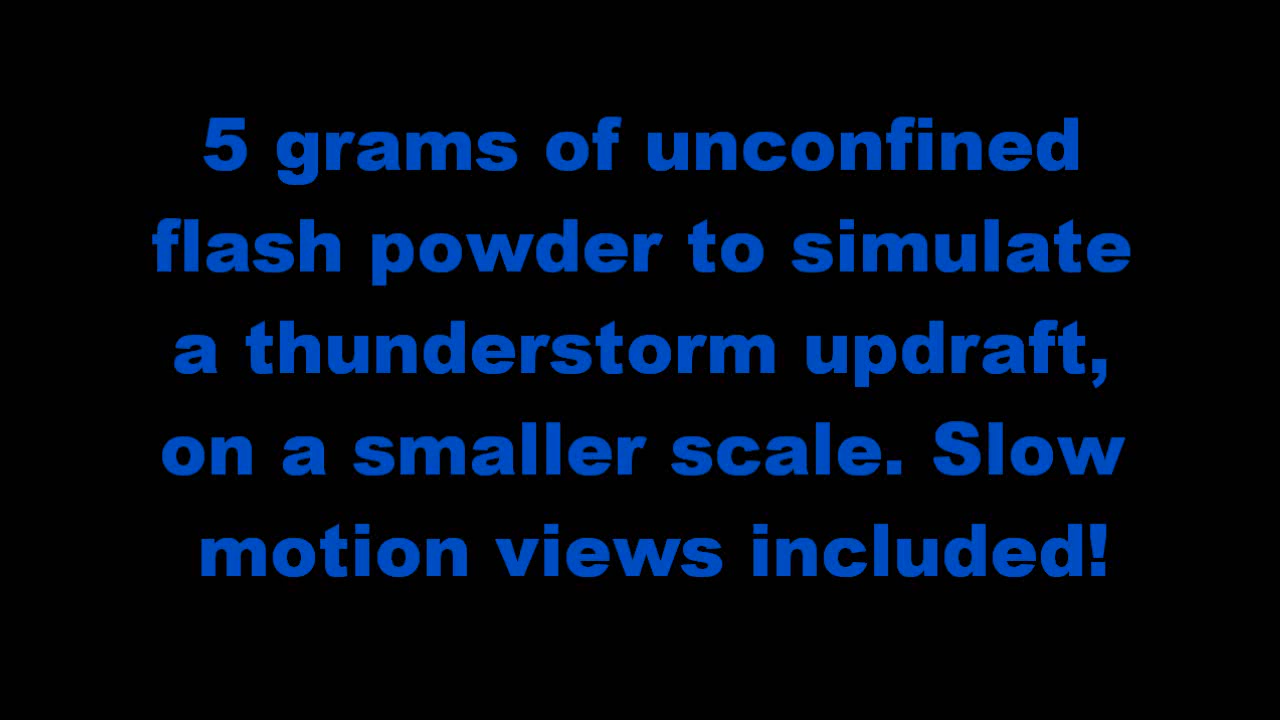 5 grams of unconfined
flash powder to simulate
a thunderstorm updraft,
on a smaller scale. Slow
motion views included!